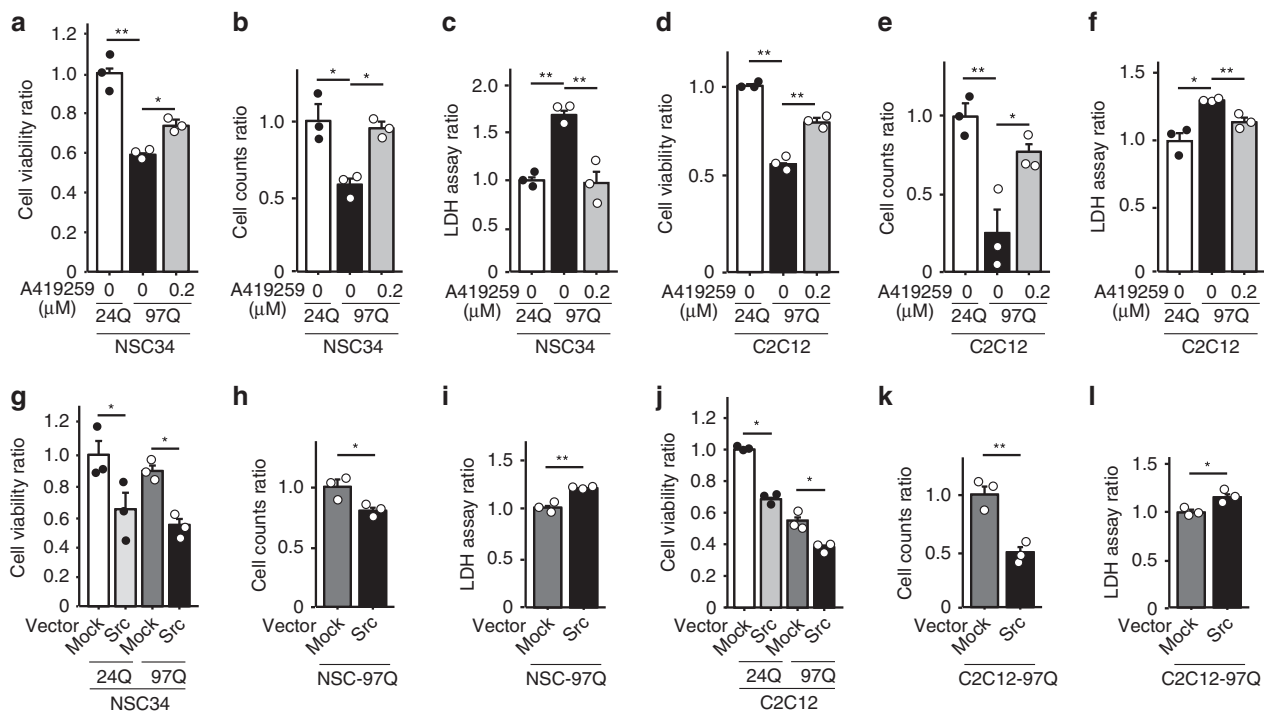 a
Cell viability ratio
1.2
1.0
0.8
0.6
0.4
0.2
0
**
*
A419259 0 0 0.2
(μM)
24Q 97Q
NSC34
b
Cell counts ratio
1.0
0.5
0
*
*
A419259 0 0 0.2
(μM)
24Q 97Q
NSC34
c
LDH assay ratio
2.0
1.5
1.0
0.5
0
**
**
A419259 0 0 0.2
(μM)
24Q 97Q
NSC34
d
Cell viability ratio
1.0
0.5
0
**
**
A419259 0 0 0.2
(μM)
24Q 97Q
C2C12
e
Cell counts ratio
1.0
0.5
0
**
*
A419259 0 0 0.2
(μM)
24Q 97Q
C2C12
f
LDH assay ratio
1.5
1.0
0.5
0
*
**
A419259 0 0 0.2
(μM)
24Q 97Q
C2C12
g
Cell viability ratio
1.2
1.0
0.8
0.6
0.4
0.2
0
*
*
Vector Mock Src Mock Src
24Q 97Q
NSC34
h
Cell counts ratio
1.0
0.5
0
*
Vector Mock Src
NSC-97Q
i
LDH assay ratio
1.5
1.0
0.5
0
**
Vector Mock Src
NSC-97Q
j
Cell viability ratio
1.2
1.0
0.8
0.6
0.4
0.2
0
*
*
Vector Mock Src Mock Src
24Q 97Q
C2C12
k
Cell counts ratio
1.0
0.5
0
**
Vector Mock Src
C2C12-97Q
l
LDH assay ratio
1.5
1.0
0.5
0
*
Vector Mock Src
C2C12-97Q